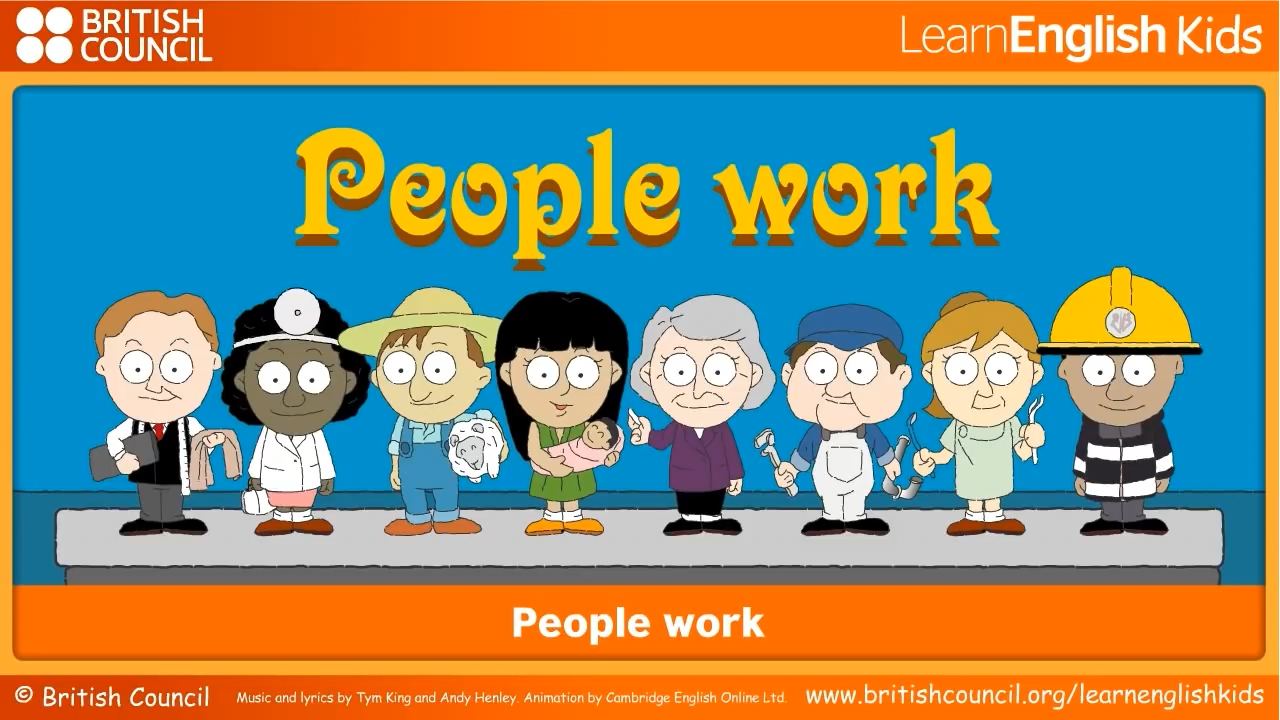 BRITISH
COUNCIL
LearnEnglish Kids
People work
People work
© British Council
Music and lyrics by Tym King and Andy Henley. Animation by Cambridge English Online Ltd.
www.britishcouncil.org/learnenglishkids